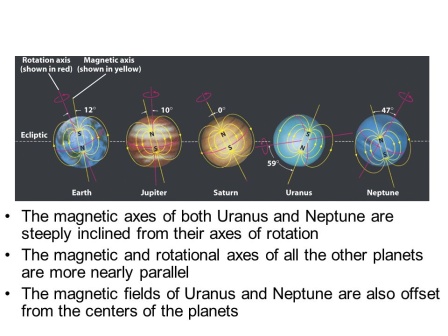 Rotation axis Magnetic axis
(shown in red) (shown in yellow)
12° 10° 0° 47°
N S N S
S N S N
Ecliptic
59°
Earth Jupiter Saturn Uranus Neptune
• The magnetic axes of both Uranus and Neptune are
steeply inclined from their axes of rotation
• The magnetic and rotational axes of all the other planets
are more nearly parallel
• The magnetic fields of Uranus and Neptune are also offset
from the centers of the planets